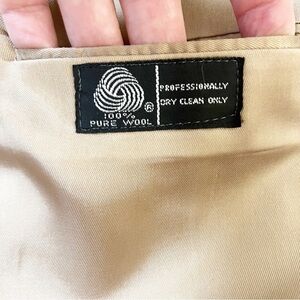 100%
PURE WOOL
®
PROFESSIONALLY
DRY CLEAN ONLY